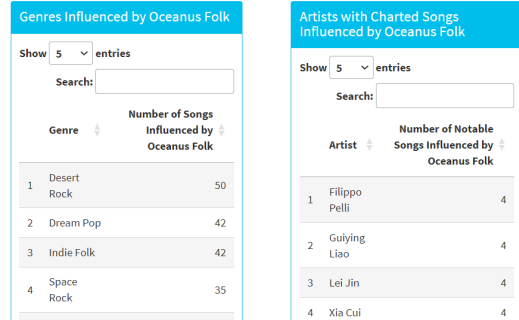 Genres Influenced by Oceanus Folk
Show 5 entries
Search:
Genre
Number of Songs
Influenced by
Oceanus Folk
1 Desert
Rock 50
2 Dream Pop 42
3 Indie Folk 42
4 Space
Rock 35
Artists with Charted Songs
Influenced by Oceanus Folk
Show 5 entries
Search:
Artist
Number of Notable
Songs Influenced by
Oceanus Folk
1 Filippo
Pelli 4
2 Guiying
Liao 4
3 Lei Jin 4
4 Xia Cui 4